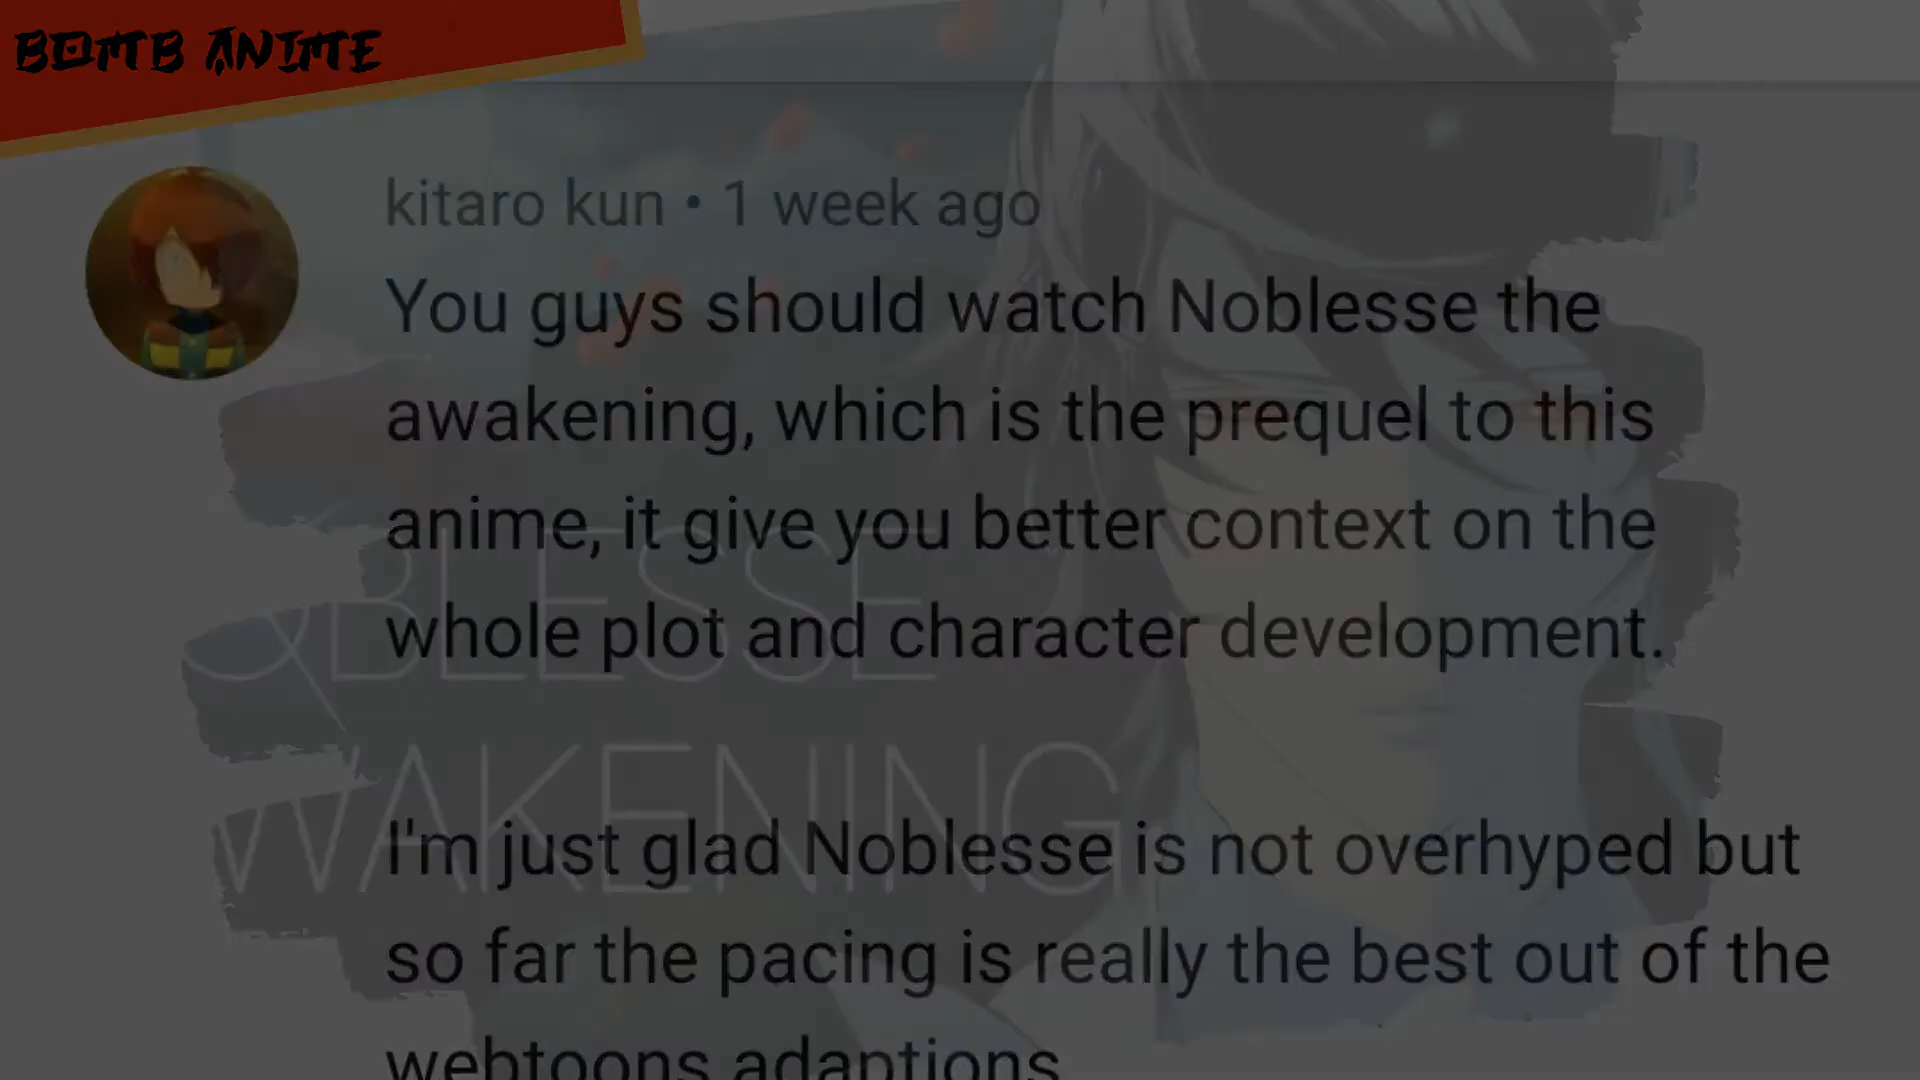 BOMB ANIME
kitaro kun • 1 week ago
You guys should watch Noblesse the
awakening, which is the prequel to this
anime, it give you better context on the
whole plot and character development.
I'm just glad Noblesse is not overhyped but
so far the pacing is really the best out of the
webtoons adaptions
OBLESSE
WAKENING